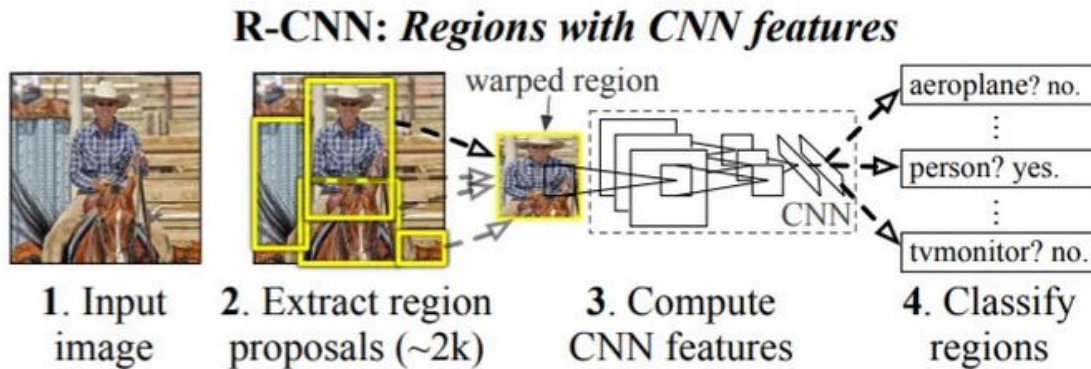 R-CNN: Regions with CNN features
warped region
aeroplane? no.
⋮
person? yes.
⋮
tvmonitor? no.
CNN
1. Input
image
2. Extract region
proposals (~2k)
3. Compute
CNN features
4. Classify
regions